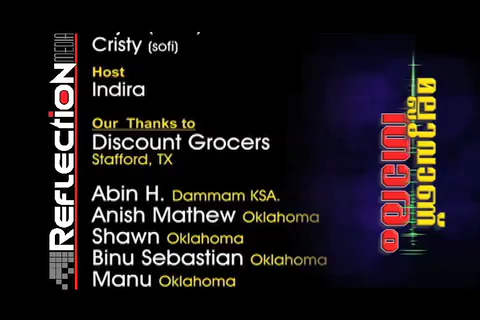 Cristy (sofi)
Host
Indira
Our Thanks to
Discount Grocers
Stafford, TX
Abin H. Dammam KSA.
Anish Mathew Oklahoma
Shawn Oklahoma
Binu Sebastian Oklahoma
Manu Oklahoma
REFLECTION MEDIA